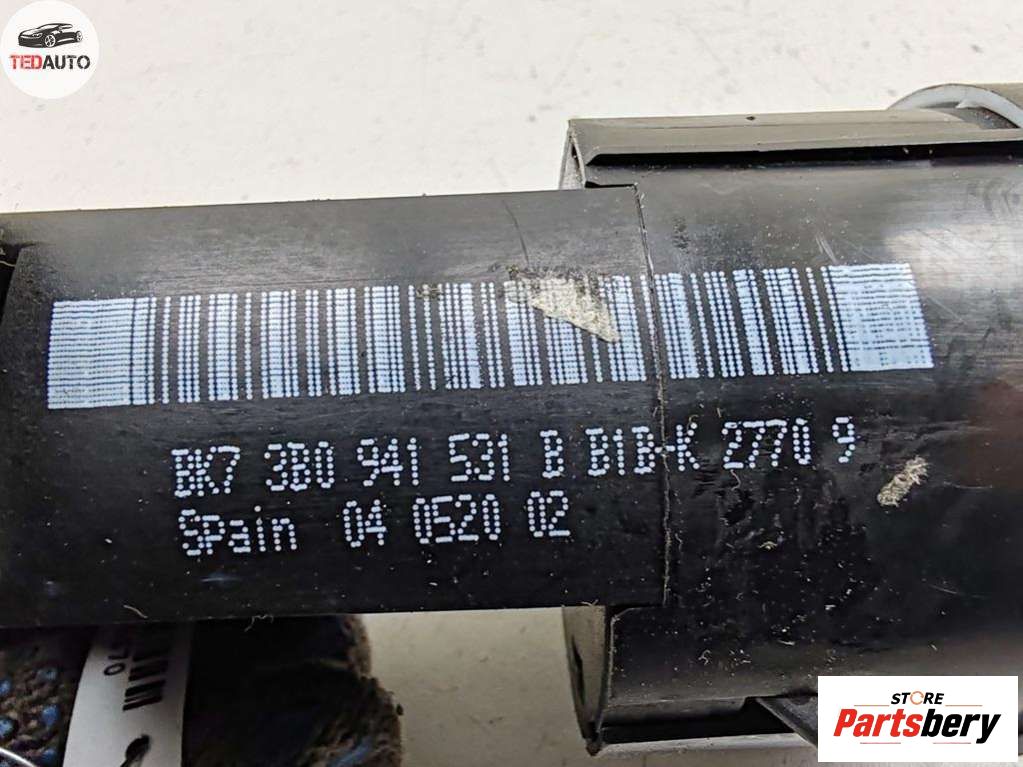 TEDAUTO
BK7 3B0 941 531 B B1B-K 2770 9
Spain 04 0520 02
STORE
Partsbery